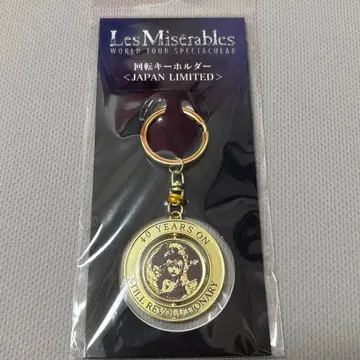 Les Misérables
WORLD TOUR SPECTACULAR
回転キーホルダー
<JAPAN LIMITED>
40 YEARS ON
STILL REVOLUTIONARY